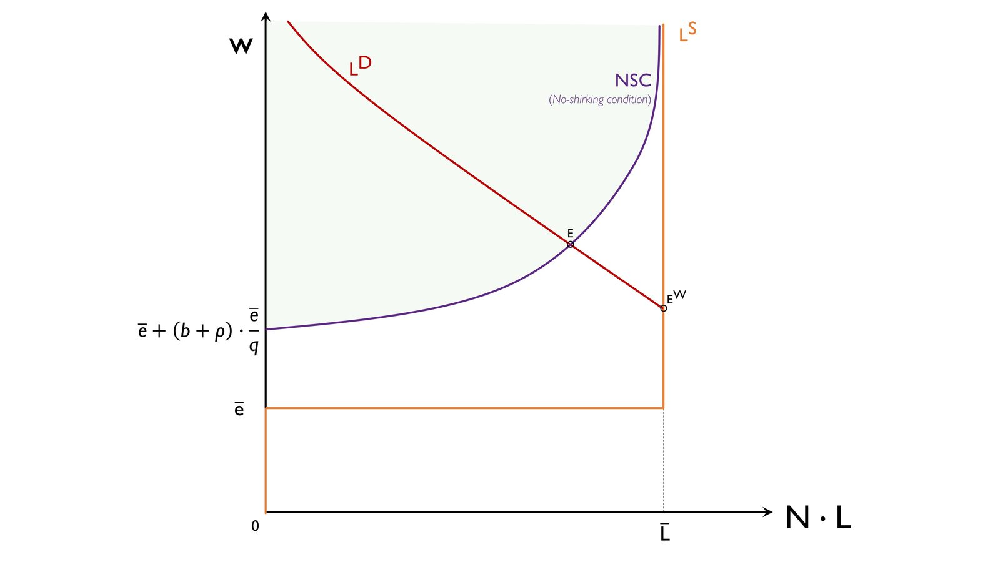 w
L^D
L^S
NSC
(No-shirking condition)
E
E^W
e̅ + (b + ρ) · e̅/q
e̅
0
L̅
N · L